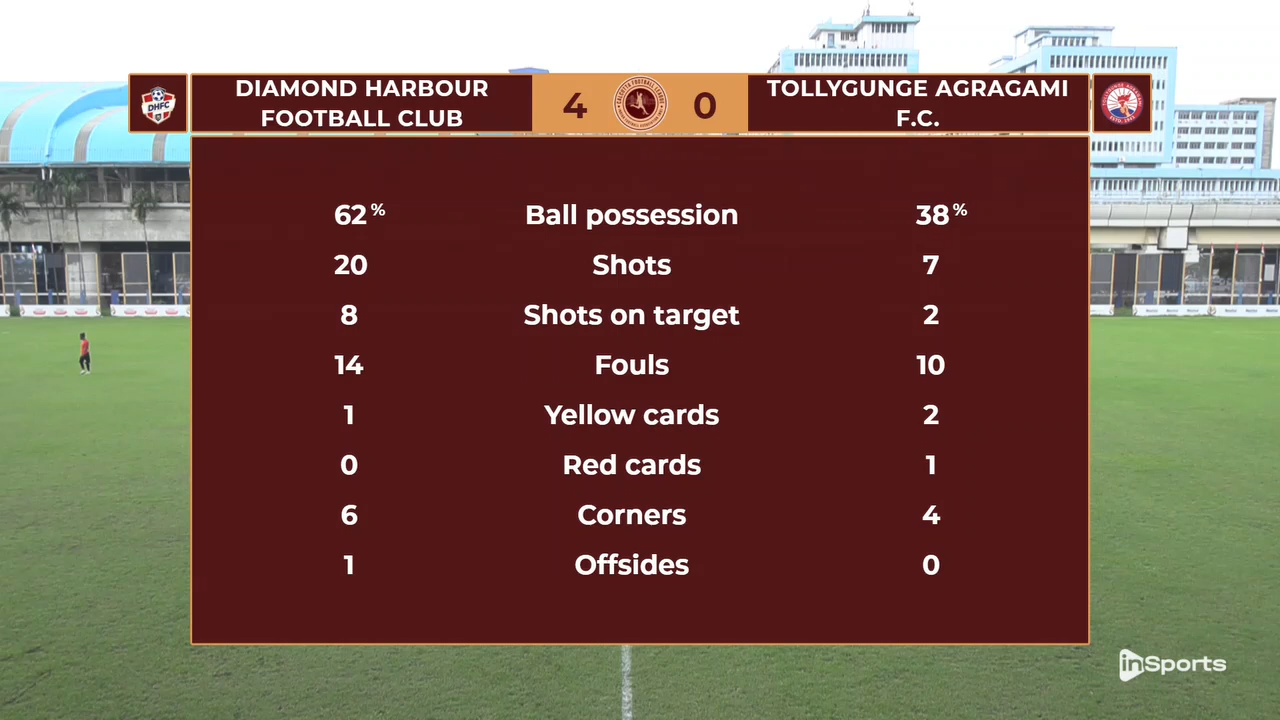 DIAMOND HARBOUR
FOOTBALL CLUB
4
0
TOLLYGUNGE AGRAGAMI
F.C.
DHFC
62% Ball possession 38%
20 Shots 7
8 Shots on target 2
14 Fouls 10
1 Yellow cards 2
0 Red cards 1
6 Corners 4
1 Offsides 0
inSports